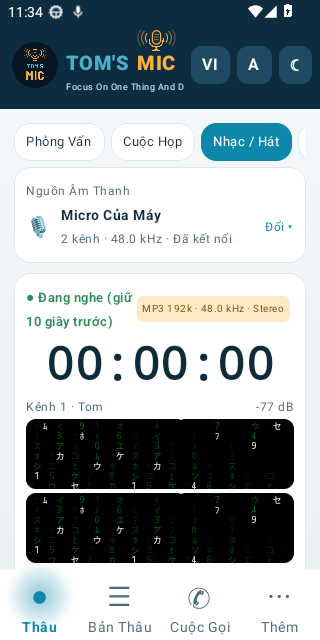 11:34
TOM'S MIC
TOM'S
MIC
Focus On One Thing And D
VI
A
Phỏng Vấn
Cuộc Họp
Nhạc / Hát
Nguồn Âm Thanh
Micro Của Máy
2 kênh · 48.0 kHz · Đã kết nối
Đổi
Đang nghe (giữ
10 giây trước)
MP3 192k · 48.0 kHz · Stereo
00:00:00
Kênh 1 · Tom
-77 dB
Thâu
Bản Thâu
Cuộc Gọi
Thêm